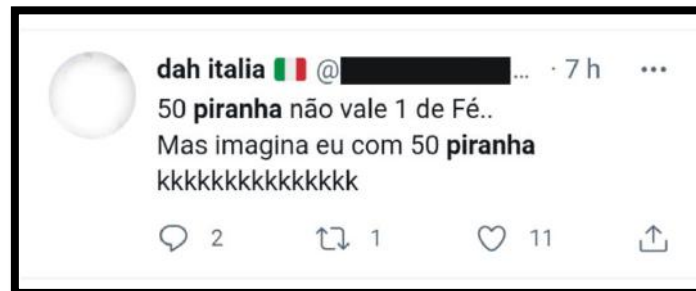 dah italia 🇮🇹 @... · 7 h ...
50 piranha não vale 1 de Fé..
Mas imagina eu com 50 piranha
kkkkkkkkkkkkkkk
2 1 11